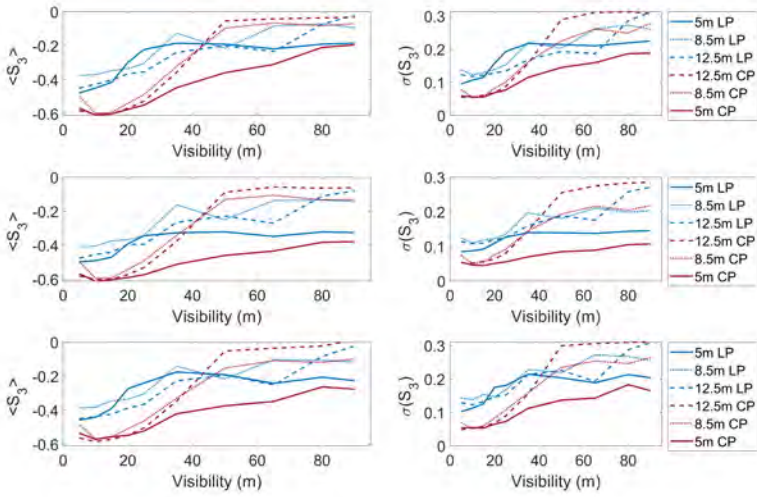 0
-0.2
-0.4
-0.6
<S3>
0 20 40 60 80
Visibility (m)
0.3
0.2
0.1
0
σ(S3)
0 20 40 60 80
Visibility (m)
5m LP
8.5m LP
12.5m LP
12.5m CP
8.5m CP
5m CP
0
-0.2
-0.4
-0.6
<S3>
0 20 40 60 80
Visibility (m)
0.3
0.2
0.1
0
σ(S3)
0 20 40 60 80
Visibility (m)
5m LP
8.5m LP
12.5m LP
12.5m CP
8.5m CP
5m CP
0
-0.2
-0.4
-0.6
<S3>
0 20 40 60 80
Visibility (m)
0.3
0.2
0.1
0
σ(S3)
0 20 40 60 80
Visibility (m)
5m LP
8.5m LP
12.5m LP
12.5m CP
8.5m CP
5m CP